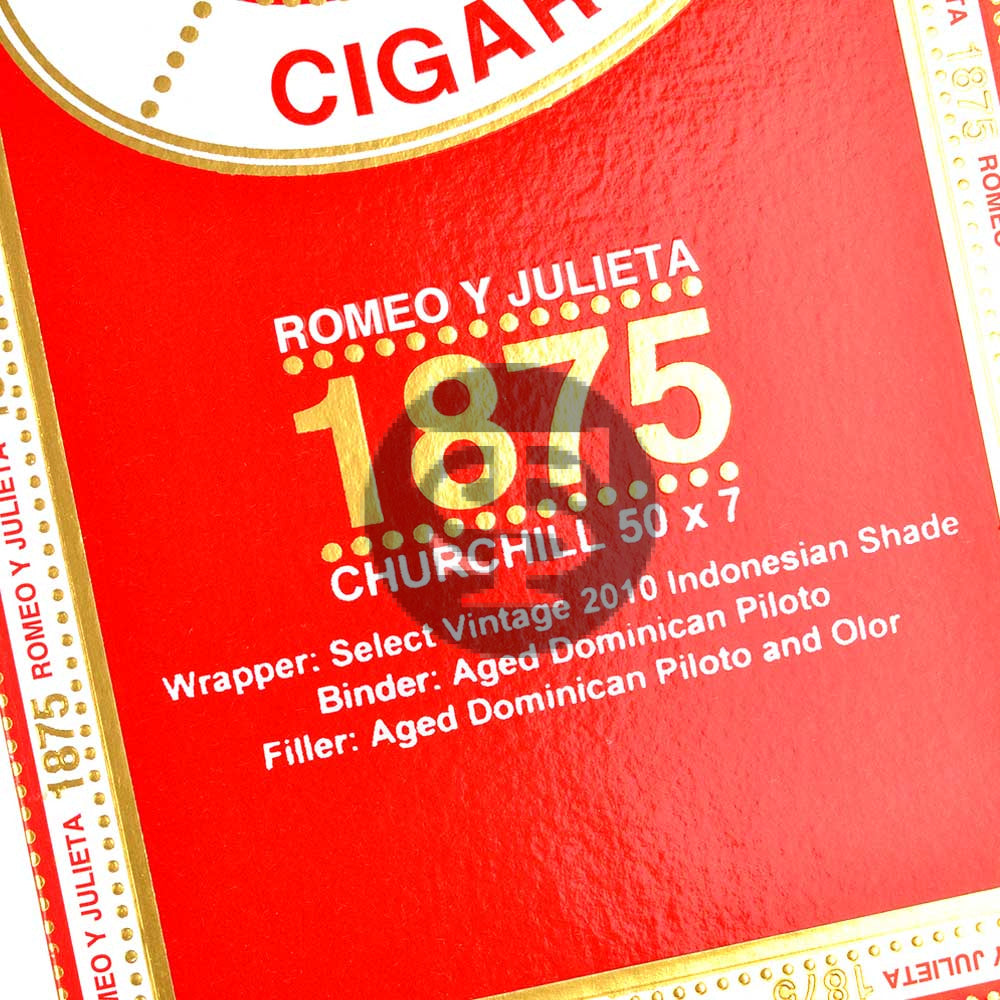 CIGAR
ROMEO Y JULIETA
1875
CHURCHILL 50 x 7
Wrapper: Select Vintage 2010 Indonesian Shade
Binder: Aged Dominican Piloto
Filler: Aged Dominican Piloto and Olor
ROMEO Y JULIETA 1875 ROMEO Y JULIETA
1875 ROMEO
Y JULIETA 1875